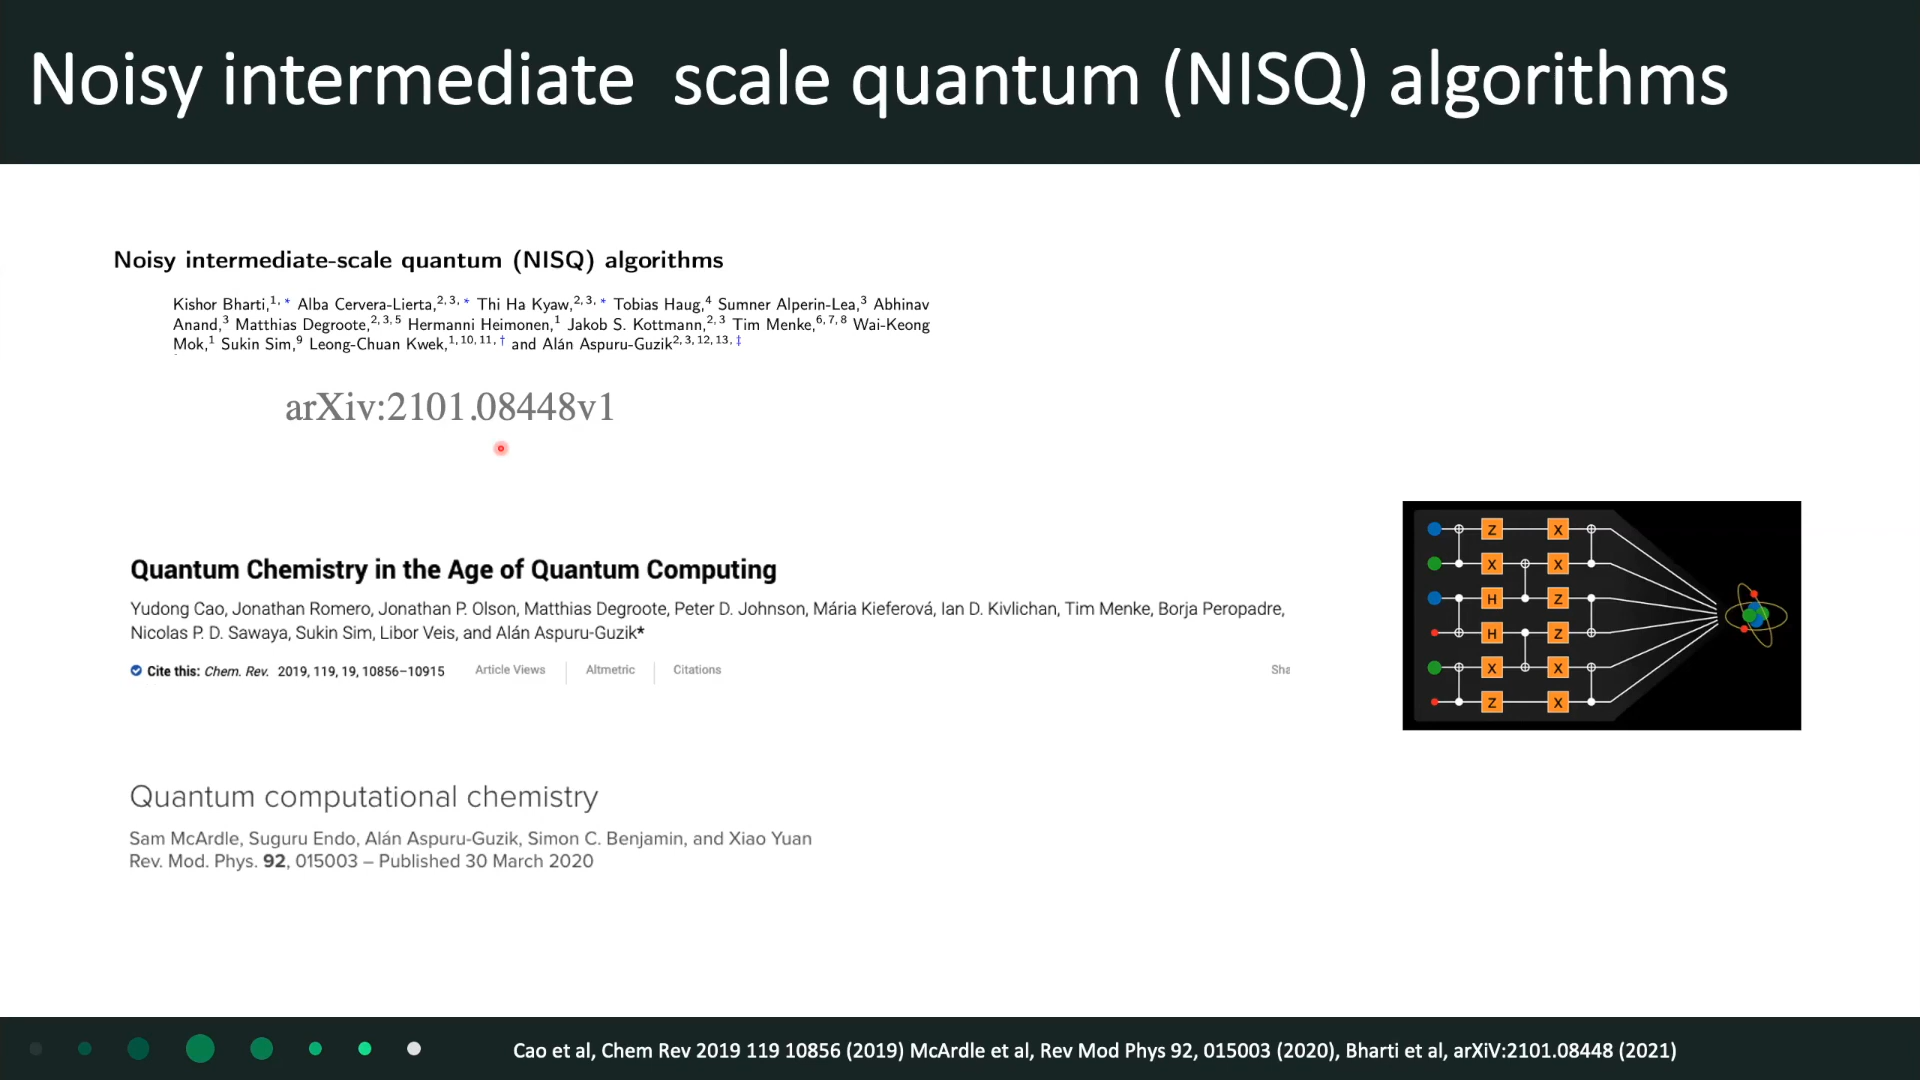 Noisy intermediate  scale quantum (NISQ) algorithms
Noisy intermediate-scale quantum (NISQ) algorithms
Kishor Bharti,1, * Alba Cervera-Lierta,2, 3, * Thi Ha Kyaw,2, 3, * Tobias Haug,4 Sumner Alperin-Lea,3 Abhinav
Anand,3 Matthias Degroote,2, 3, 5 Hermanni Heimonen,1 Jakob S. Kottmann,2, 3 Tim Menke,6, 7, 8 Wai-Keong
Mok,1 Sukin Sim,9 Leong-Chuan Kwek,1, 10, 11, † and Alán Aspuru-Guzik2, 3, 12, 13, ‡
arXiv:2101.08448v1
Quantum Chemistry in the Age of Quantum Computing
Yudong Cao, Jonathan Romero, Jonathan P. Olson, Matthias Degroote, Peter D. Johnson, Mária Kieferová, Ian D. Kivlichan, Tim Menke, Borja Peropadre,
Nicolas P. D. Sawaya, Sukin Sim, Libor Veis, and Alán Aspuru-Guzik*
Cite this: Chem. Rev. 2019, 119, 19, 10856–10915 Article Views Altmetric Citations Sha
Z X
X X
H Z
H Z
X X
Z X
Quantum computational chemistry
Sam McArdle, Suguru Endo, Alán Aspuru-Guzik, Simon C. Benjamin, and Xiao Yuan
Rev. Mod. Phys. 92, 015003 – Published 30 March 2020
Cao et al, Chem Rev 2019 119 10856 (2019) McArdle et al, Rev Mod Phys 92, 015003 (2020), Bharti et al, arXiV:2101.08448 (2021)